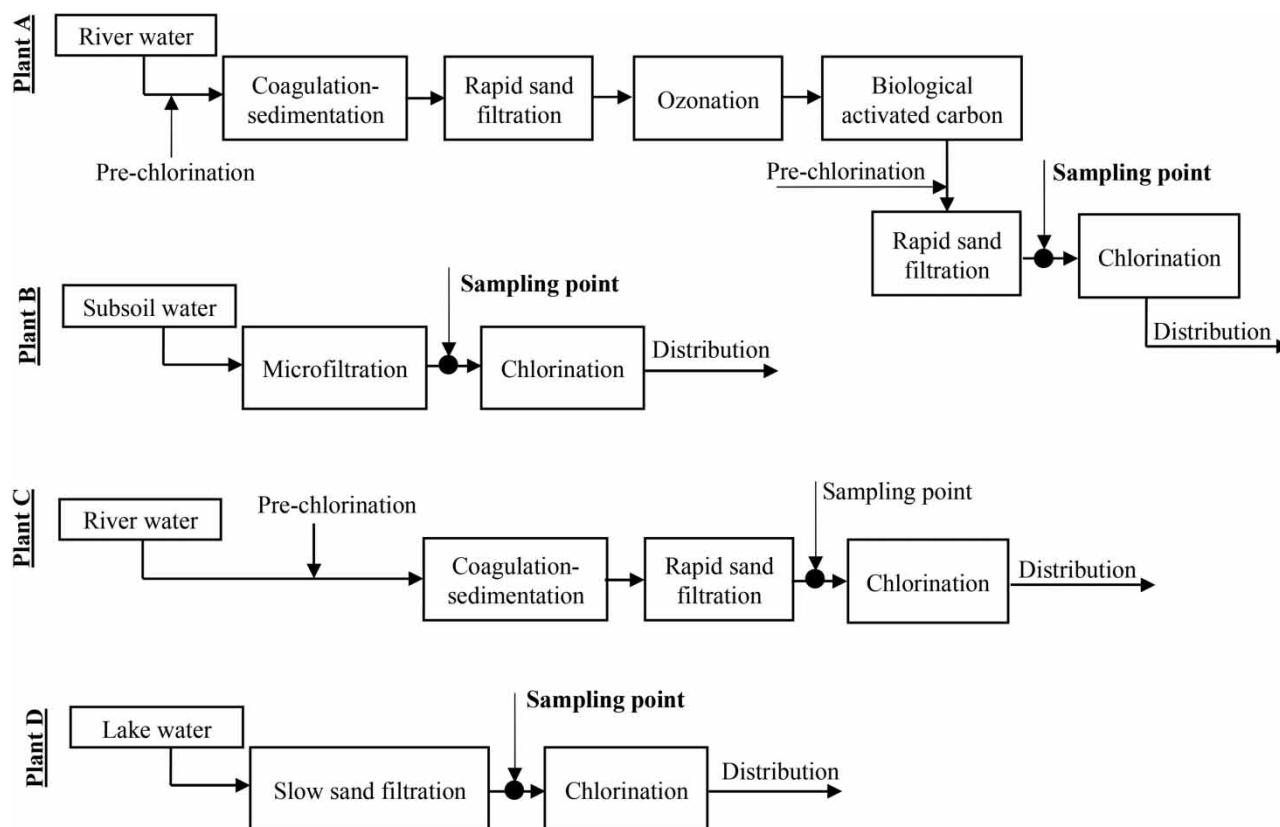 Plant A
River water
Coagulation-
sedimentation
Rapid sand
filtration
Ozonation
Biological
activated carbon
Pre-chlorination
Pre-chlorination
Sampling point
Rapid sand
filtration
Chlorination
Distribution
Plant B
Subsoil water
Sampling point
Microfiltration
Chlorination
Distribution
Plant C
River water
Pre-chlorination
Sampling point
Coagulation-
sedimentation
Rapid sand
filtration
Chlorination
Distribution
Plant D
Lake water
Sampling point
Slow sand filtration
Chlorination
Distribution